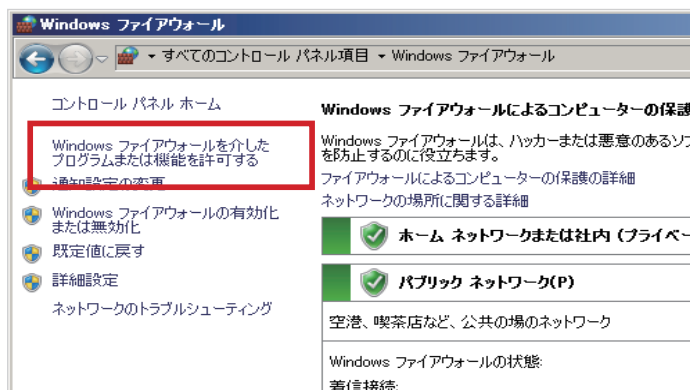 Windows ファイアウォール
すべてのコントロール パネル項目 Windows ファイアウォール
コントロール パネル ホーム
Windows ファイアウォールを介した
プログラムまたは機能を許可する
通知設定の変更
Windows ファイアウォールの有効化
または無効化
既定値に戻す
詳細設定
ネットワークのトラブルシューティング
Windows ファイアウォールによるコンピューターの保護
Windows ファイアウォールは、ハッカーまたは悪意のあるソフ
を防止するのに役立ちます。
ファイアウォールによるコンピューターの保護の詳細
ネットワークの場所に関する詳細
ホーム ネットワークまたは社内 (プライベー
パブリック ネットワーク(P)
空港、喫茶店など、公共の場のネットワーク
Windows ファイアウォールの状態:
着信接続: